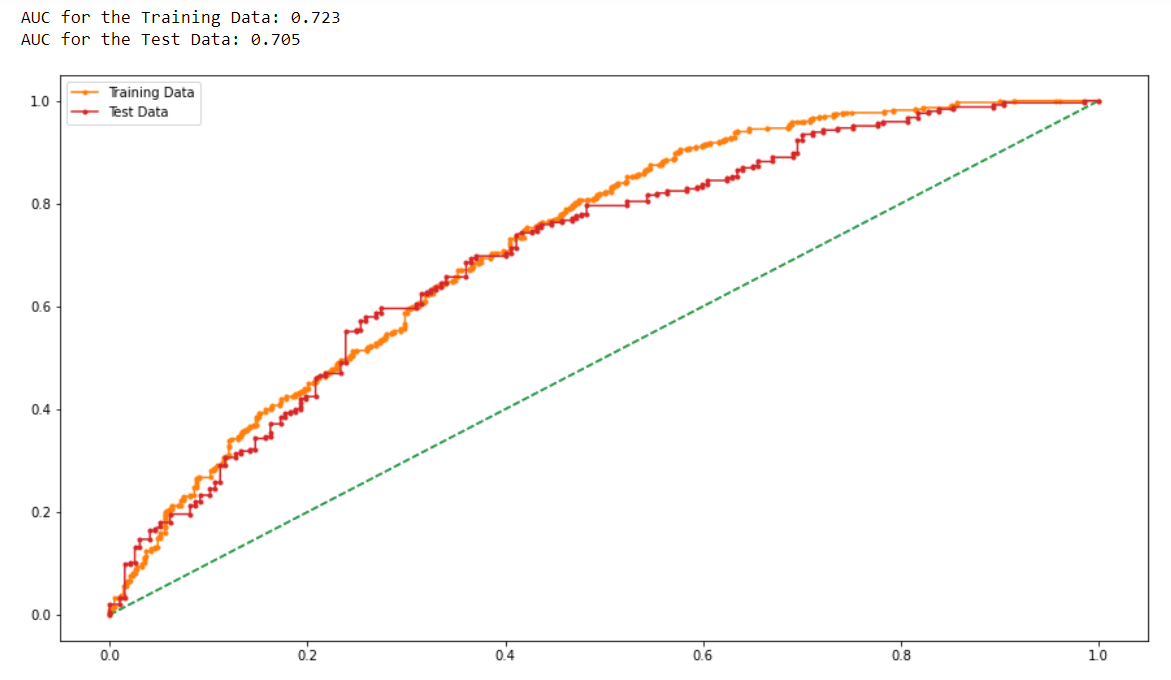 AUC for the Training Data: 0.723
AUC for the Test Data: 0.705
Training Data
Test Data
1.0
0.8
0.6
0.4
0.2
0.0
0.0 0.2 0.4 0.6 0.8 1.0